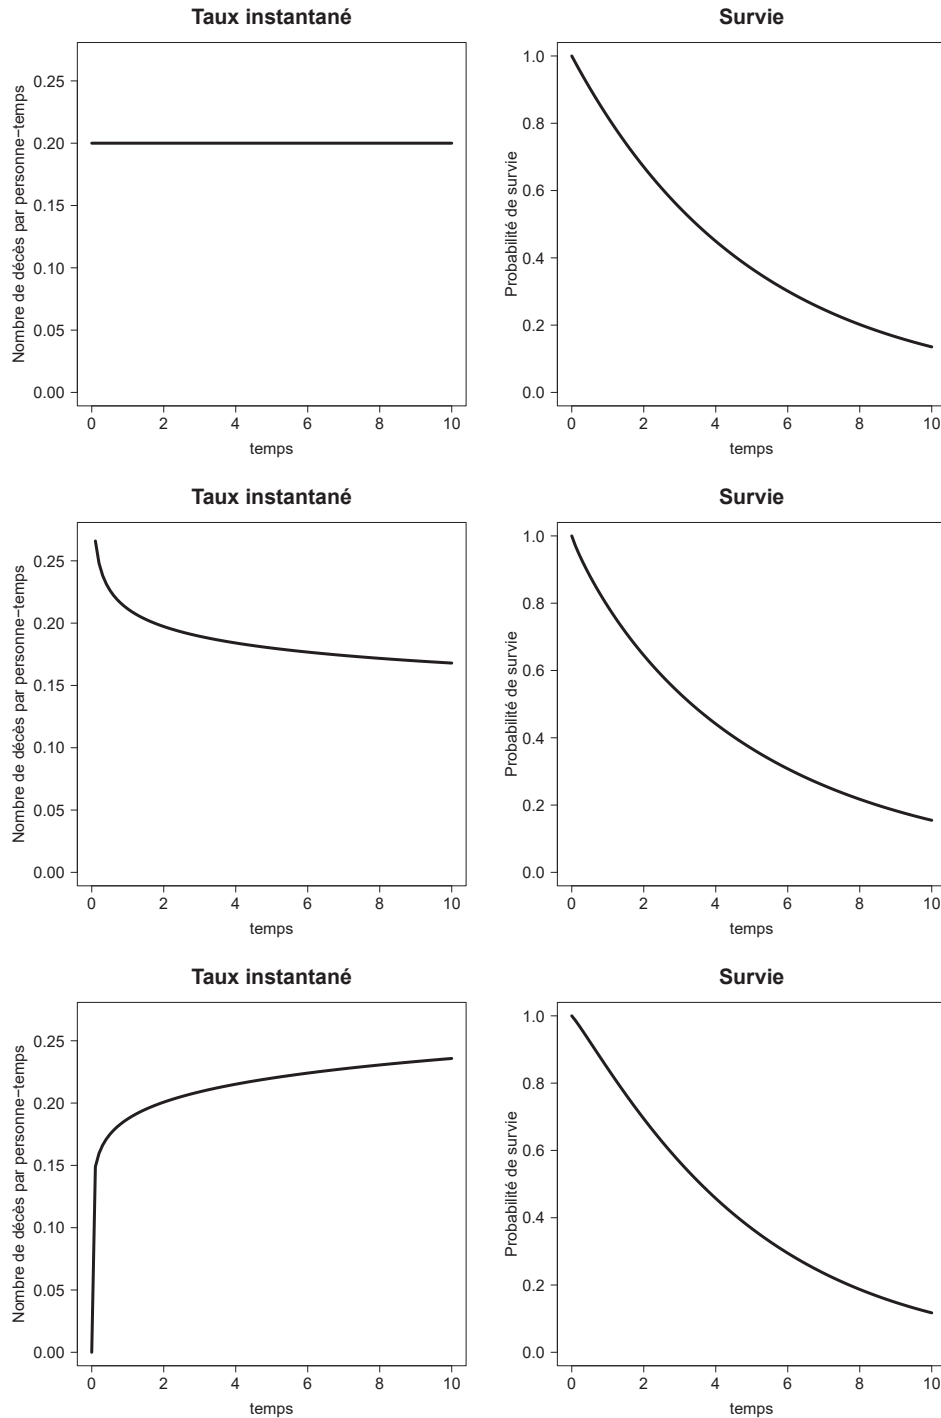 Taux instantané
Survie
Nombre de décès par personne−temps
0.25
0.20
0.15
0.10
0.05
0.00
0 2 4 6 8 10
temps
Probabilité de survie
1.0
0.8
0.6
0.4
0.2
0.0
0 2 4 6 8 10
temps
Taux instantané
Survie
Nombre de décès par personne−temps
0.25
0.20
0.15
0.10
0.05
0.00
0 2 4 6 8 10
temps
Probabilité de survie
1.0
0.8
0.6
0.4
0.2
0.0
0 2 4 6 8 10
temps
Taux instantané
Survie
Nombre de décès par personne−temps
0.25
0.20
0.15
0.10
0.05
0.00
0 2 4 6 8 10
temps
Probabilité de survie
1.0
0.8
0.6
0.4
0.2
0.0
0 2 4 6 8 10
temps